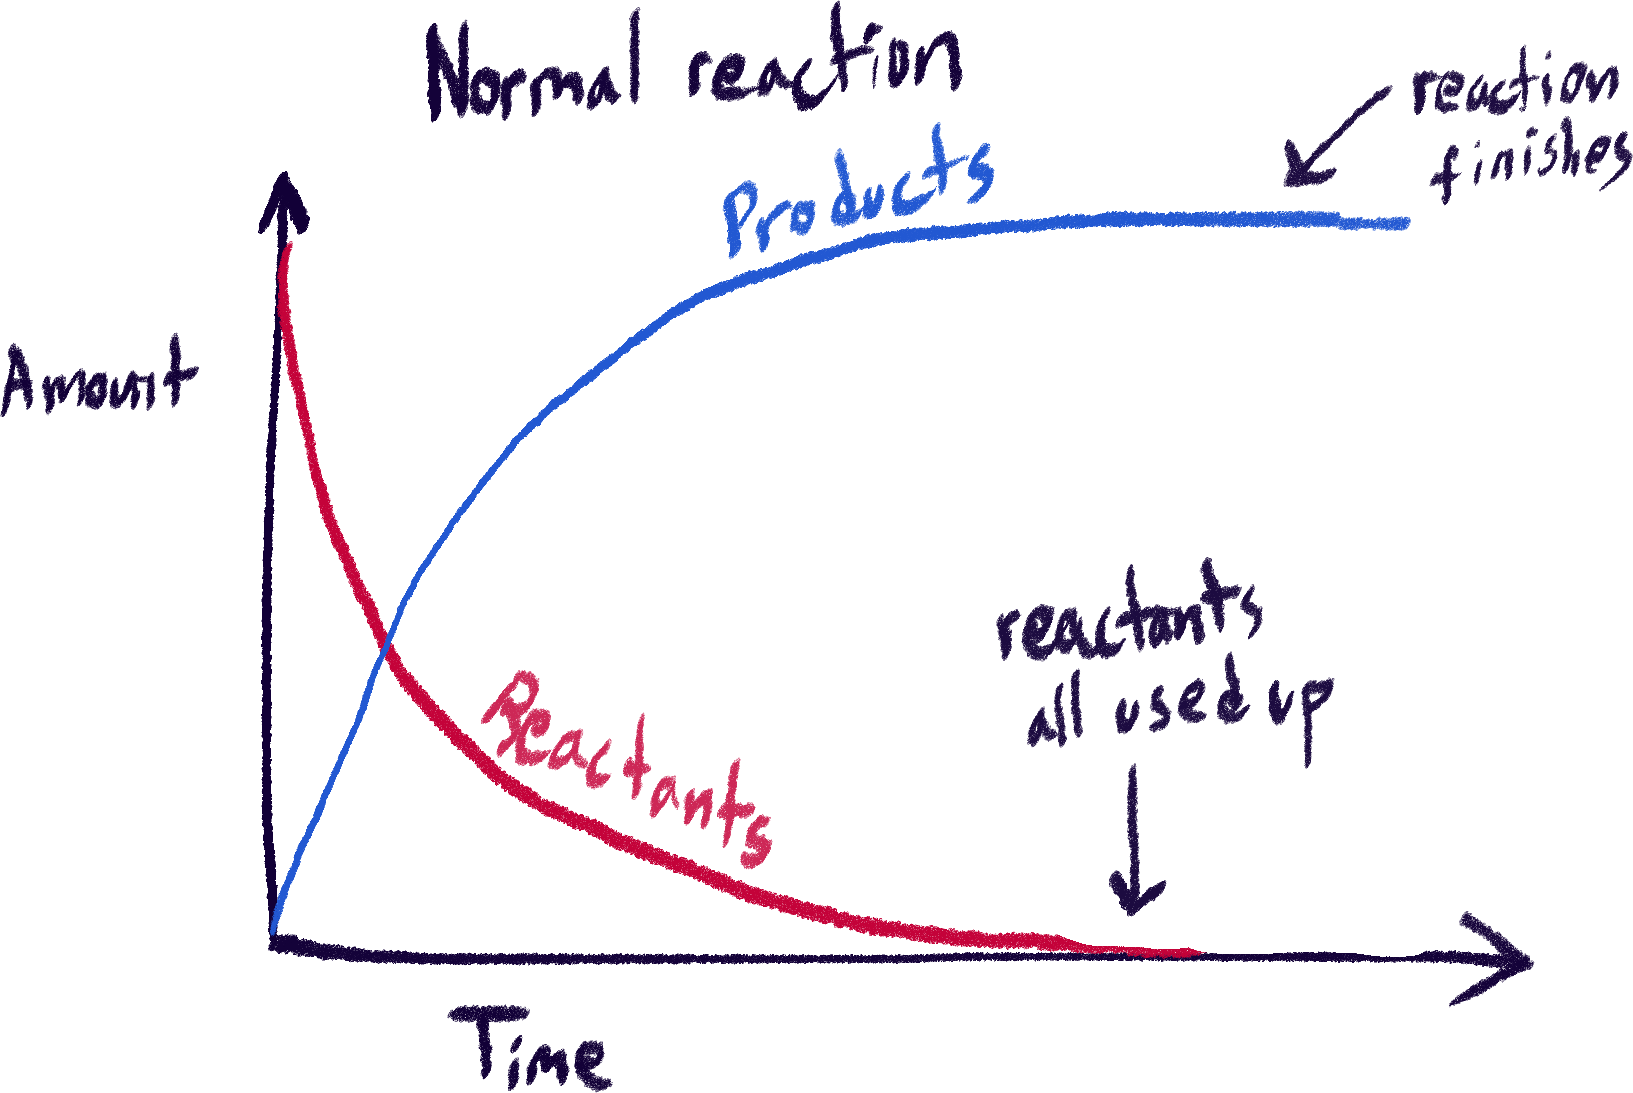 Normal reaction
reaction
finishes
Products
Amount
reactants
all used up
Reactants
Time